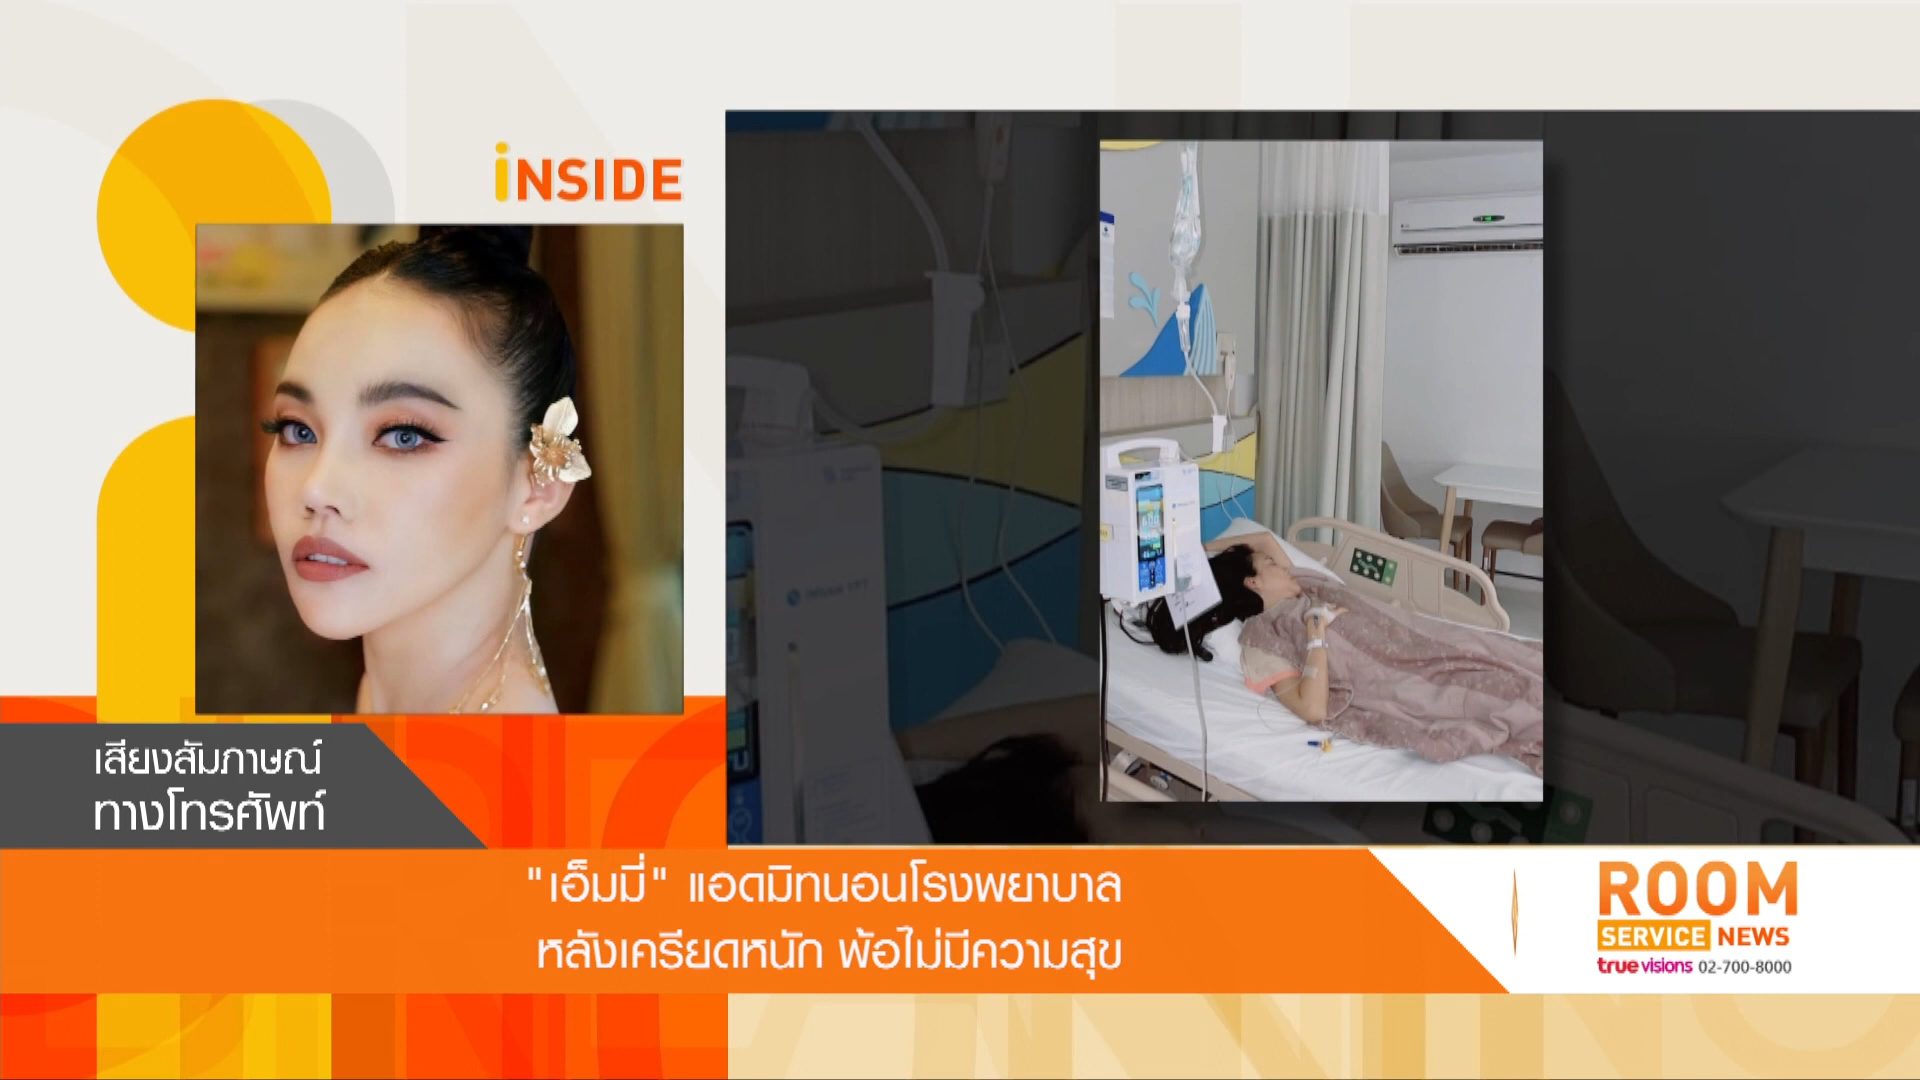 iNSIDE
เสียงสัมภาษณ์
ทางโทรศัพท์
"เอ็มมี่" แอดมิทนอนโรงพยาบาล
หลังเครียดหนัก พ้อไม่มีความสุข
ROOM
SERVICE NEWS
truevisions 02-700-8000